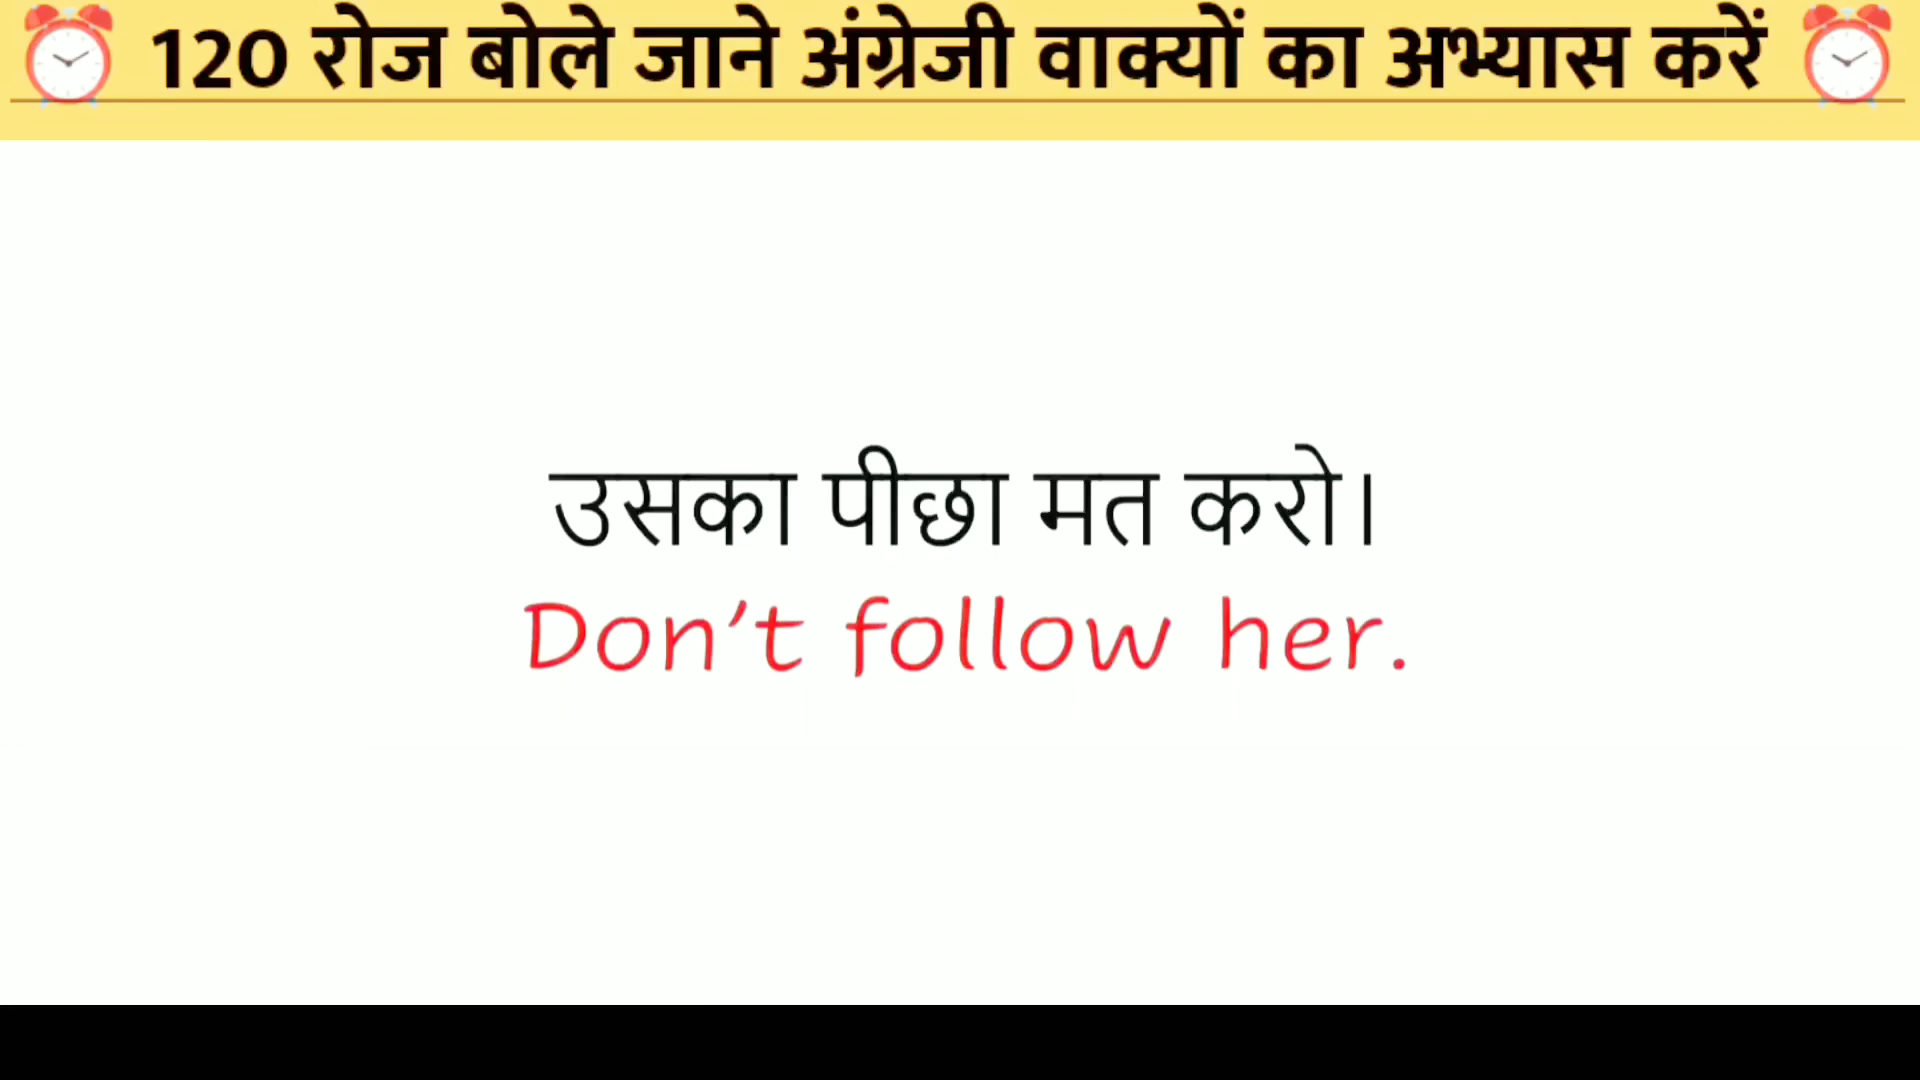 120 रोज बोले जाने अंग्रेजी वाक्यों का अभ्यास करें
उसका पीछा मत करो।
Don't follow her.